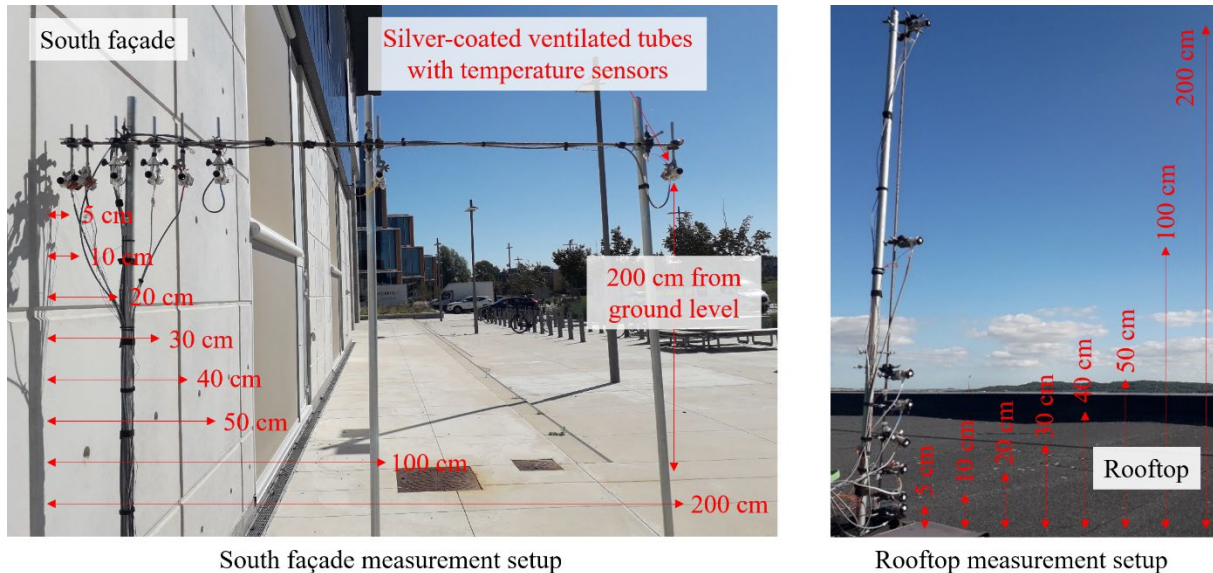 South façade
Silver-coated ventilated tubes
with temperature sensors
5 cm
10 cm
20 cm
30 cm
40 cm
50 cm
100 cm
200 cm
200 cm from
ground level
South façade measurement setup
5 cm
10 cm
20 cm
30 cm
40 cm
50 cm
100 cm
200 cm
Rooftop
Rooftop measurement setup